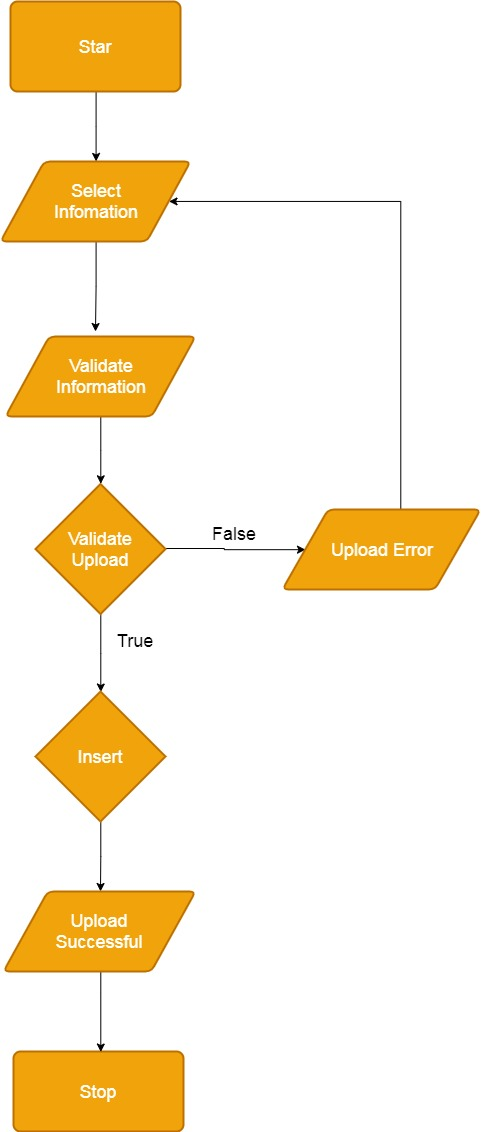 Star
Select
Infomation
Validate
Information
Validate
Upload
False
Upload Error
True
Insert
Upload
Successful
Stop